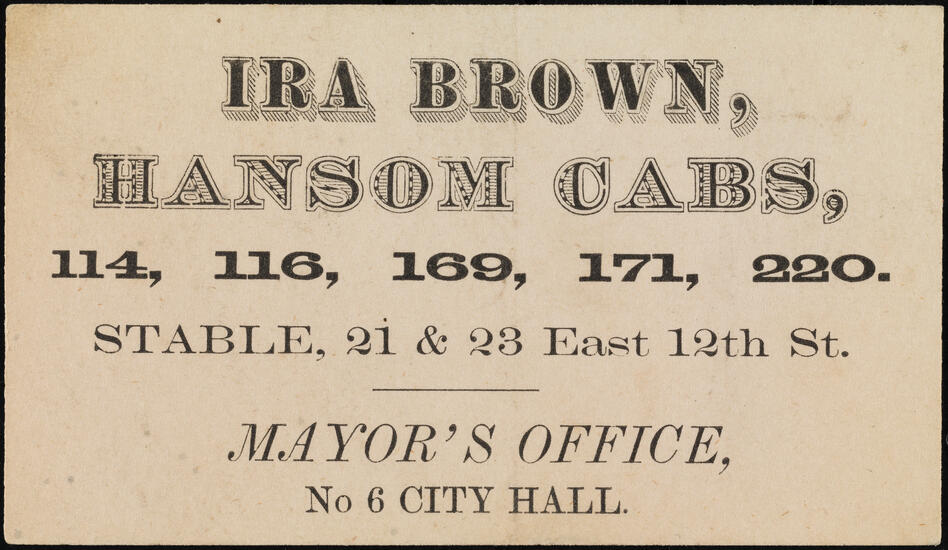 IRA BROWN,
HANSOM CABS,
114, 116, 169, 171, 220.
STABLE, 21 & 23 East 12th St.
MAYOR'S OFFICE,
No 6 CITY HALL.